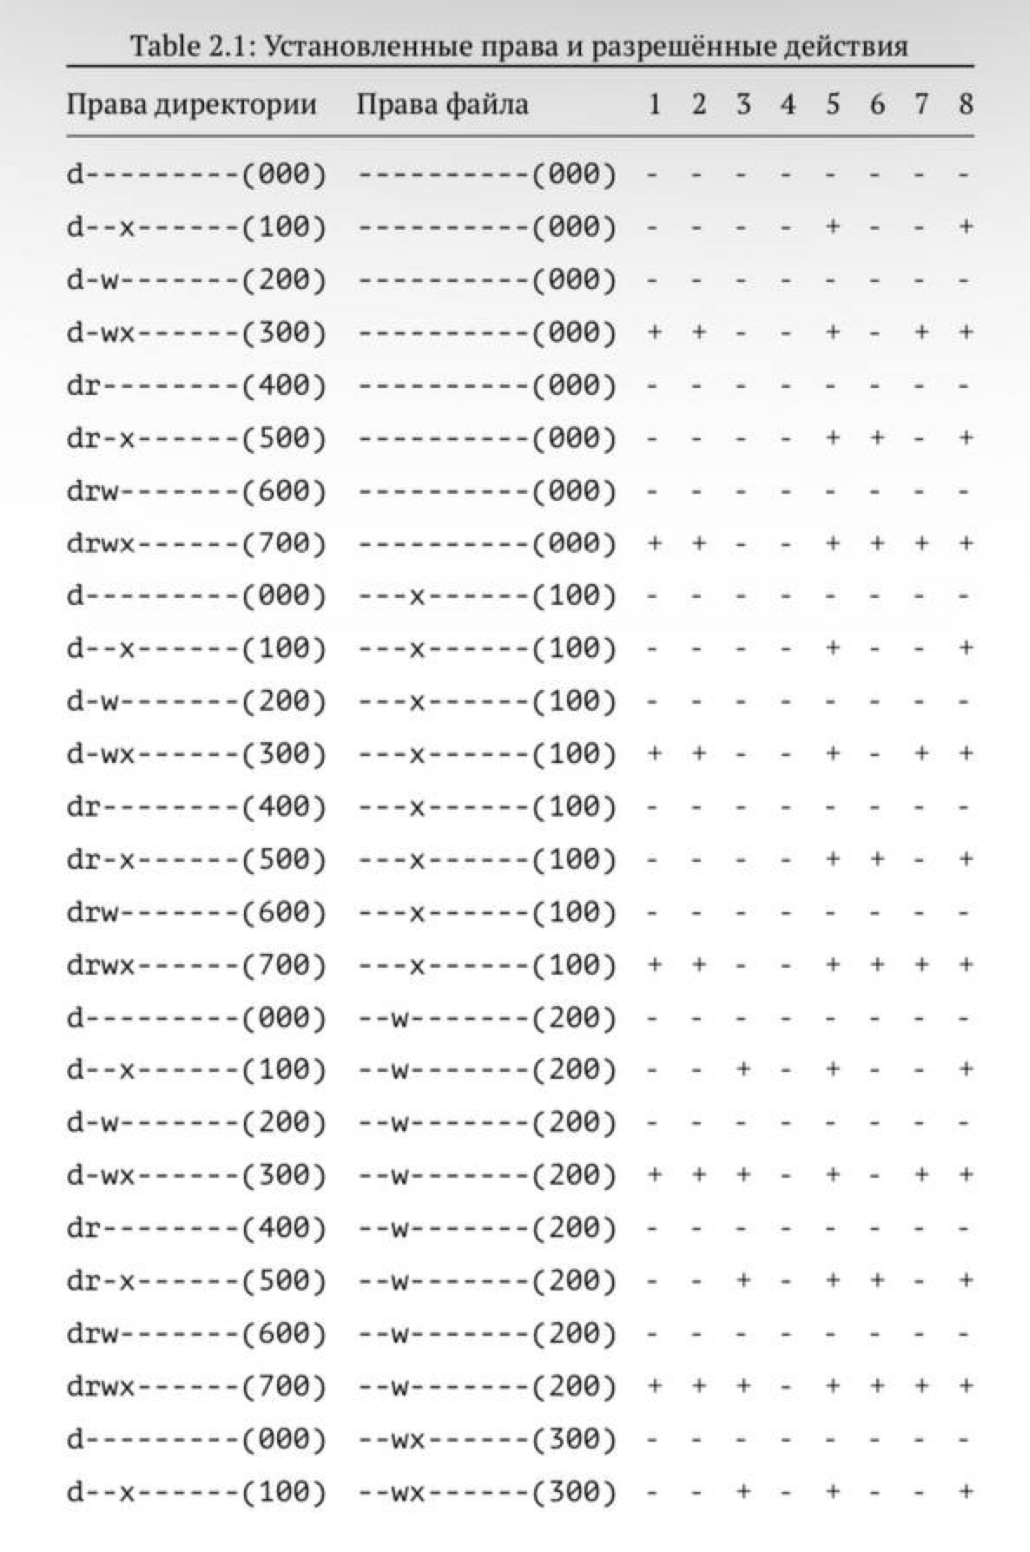 Table 2.1: Установленные права и разрешённые действия
Права директории Права файла 1 2 3 4 5 6 7 8
d---------(000) ----------(000) - - - - - - - -
d--x------(100) ----------(000) - - - - + - - +
d-w-------(200) ----------(000) - - - - - - - -
d-wx------(300) ----------(000) + + - - + - + +
dr--------(400) ----------(000) - - - - - - - -
dr-x------(500) ----------(000) - - - - + + - +
drw-------(600) ----------(000) - - - - - - - -
drwx------(700) ----------(000) + + - - + + + +
d---------(000) ---x------(100) - - - - - - - -
d--x------(100) ---x------(100) - - - - + - - +
d-w-------(200) ---x------(100) - - - - - - - -
d-wx------(300) ---x------(100) + + - - + - + +
dr--------(400) ---x------(100) - - - - - - - -
dr-x------(500) ---x------(100) - - - - + + - +
drw-------(600) ---x------(100) - - - - - - - -
drwx------(700) ---x------(100) + + - - + + + +
d---------(000) --w-------(200) - - - - - - - -
d--x------(100) --w-------(200) - - + - + - - +
d-w-------(200) --w-------(200) - - - - - - - -
d-wx------(300) --w-------(200) + + + - + - + +
dr--------(400) --w-------(200) - - - - - - - -
dr-x------(500) --w-------(200) - - + - + + - +
drw-------(600) --w-------(200) - - - - - - - -
drwx------(700) --w-------(200) + + + - + + + +
d---------(000) --wx------(300) - - - - - - - -
d--x------(100) --wx------(300) - - + - + - - +